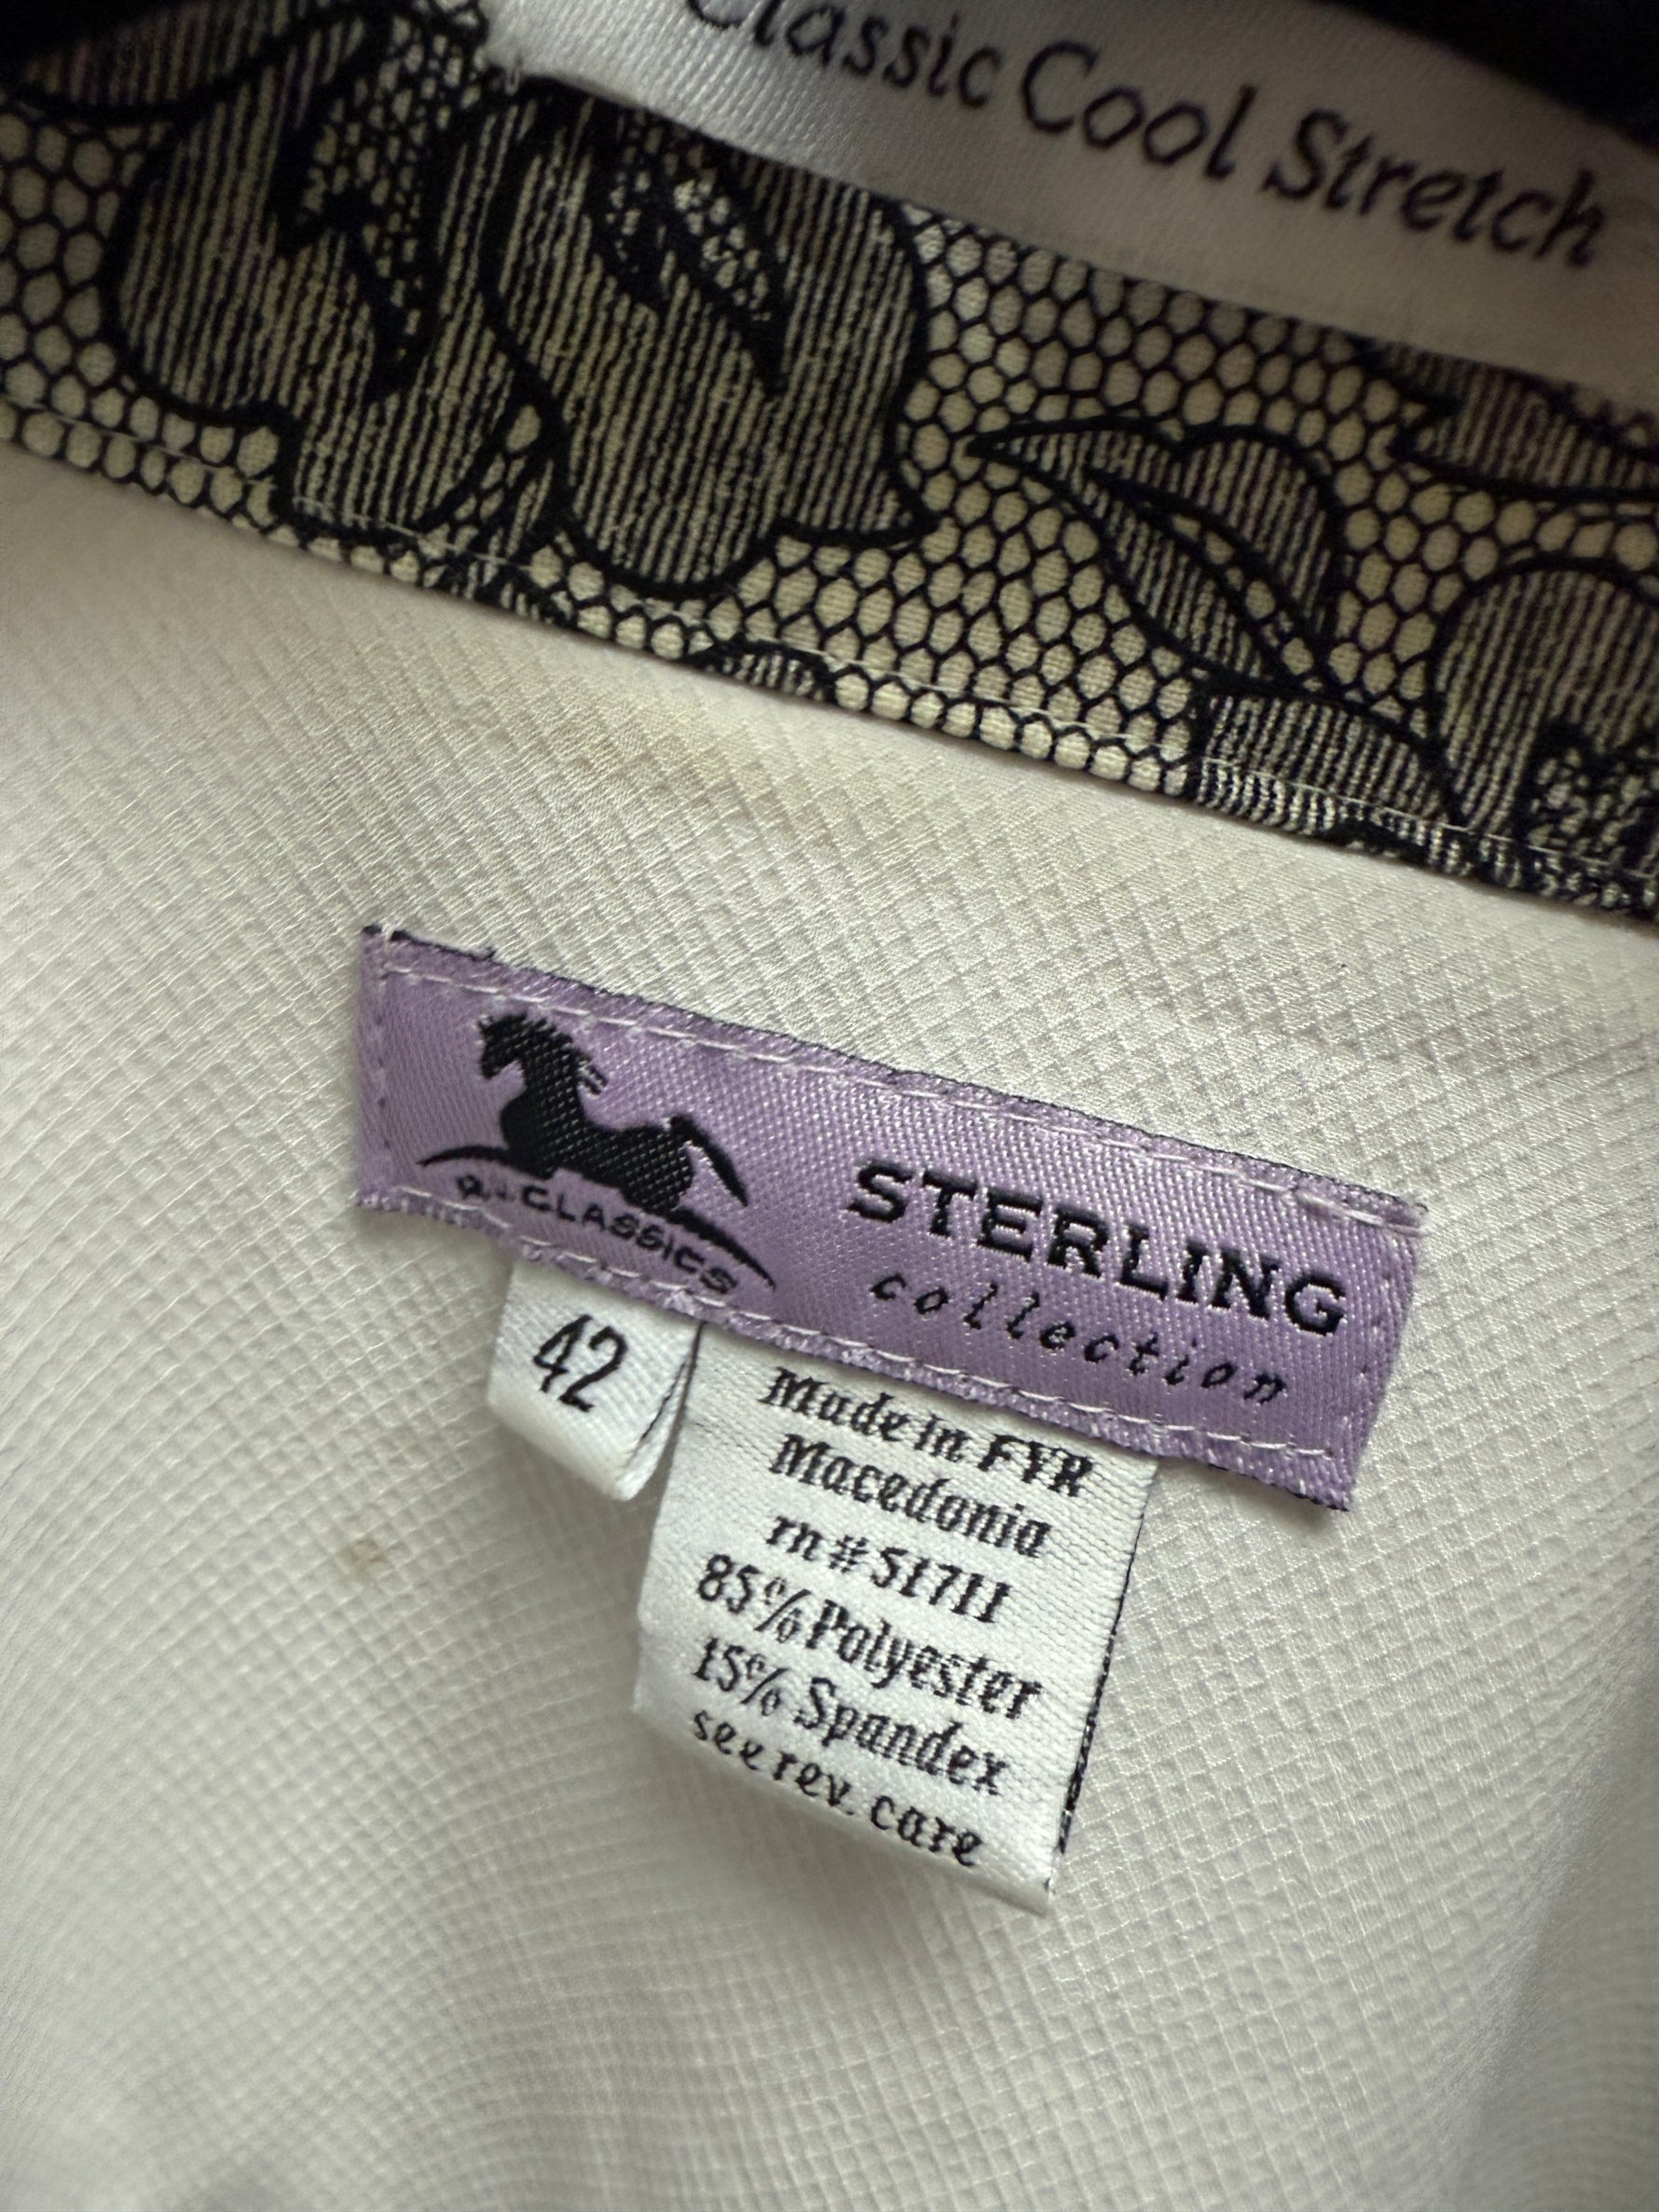 Classic Cool Stretch
R.J CLASSICS
STERLING
collection
42
Made in FYR
Macedonia
rn # 51711
85% Polyester
15% Spandex
see rev. care